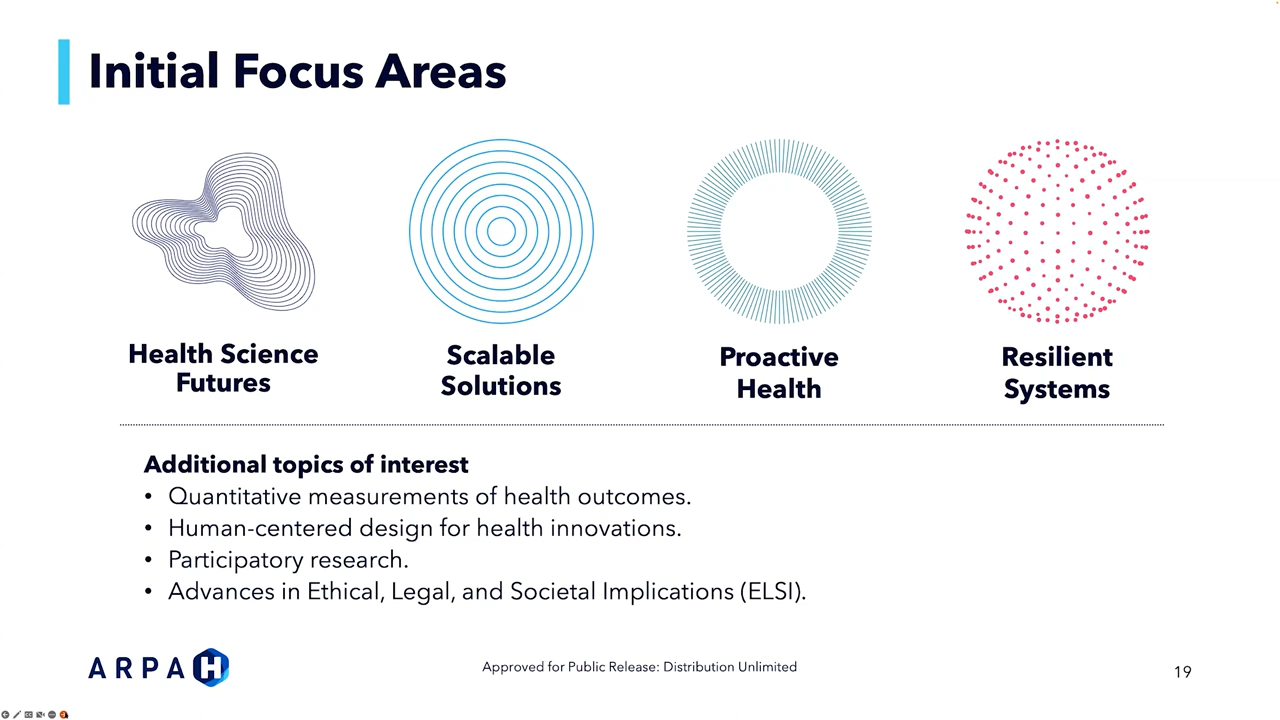 Initial Focus Areas
Health Science
Futures
Scalable
Solutions
Proactive
Health
Resilient
Systems
Additional topics of interest
• Quantitative measurements of health outcomes.
• Human-centered design for health innovations.
• Participatory research.
• Advances in Ethical, Legal, and Societal Implications (ELSI).
ARPA H
Approved for Public Release: Distribution Unlimited
19